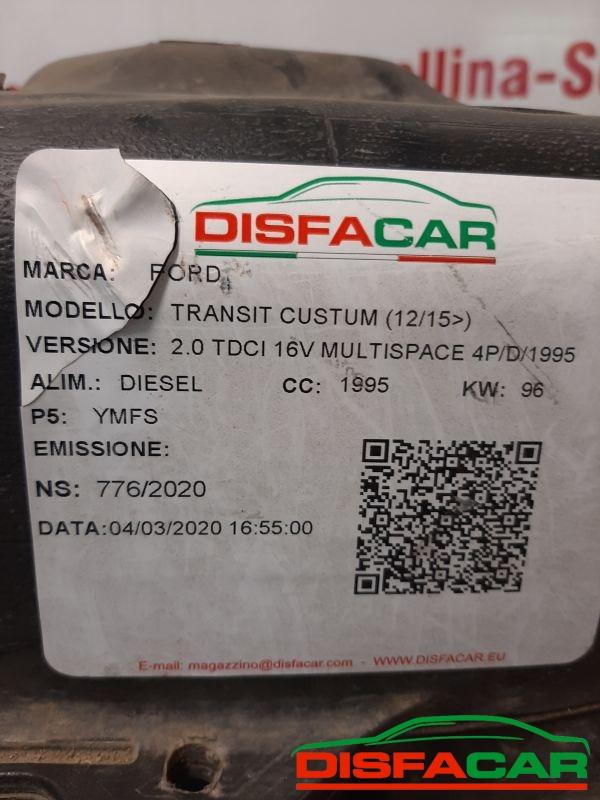 llina-S
DISFACAR
MARCA: FORD
MODELLO: TRANSIT CUSTUM (12/15>)
VERSIONE: 2.0 TDCI 16V MULTISPACE 4P/D/1995
ALIM.: DIESEL CC: 1995 KW: 96
P5: YMFS
EMISSIONE:
NS: 776/2020
DATA:04/03/2020 16:55:00
E-mail: magazzino@disfacar.com - WWW.DISFACAR.EU
DISFACAR